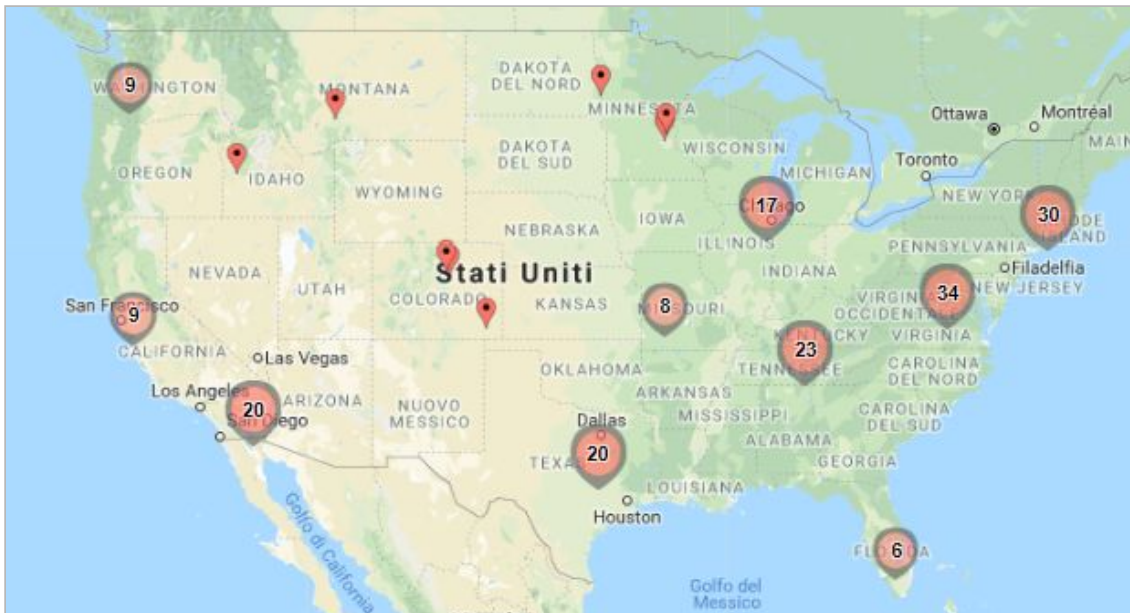 DAKOTA
DEL NORD
MINNESOTA
9
WASHINGTON
MONTANA
Ottawa
Montréal
MAIN
OREGON
IDAHO
DAKOTA
DEL SUD
WISCONSIN
MICHIGAN
Toronto
WYOMING
NEW YORK
17
Chicago
30
RHODE
ISLAND
IOWA
NEBRASKA
ILLINOIS
PENNSYLVANIA
NEVADA
UTAH
Stati Uniti
INDIANA
Filadelfia
NEW JERSEY
COLORADO
KANSAS
8
MISSOURI
34
VIRGINIA
OCCIDENTALE
VIRGINIA
San Francisco
9
CALIFORNIA
Las Vegas
KENTUCKY
23
TENNESSEE
OKLAHOMA
CAROLINA
DEL NORD
Los Angeles
20
ARIZONA
NUOVO
MESSICO
ARKANSAS
MISSISSIPPI
San Diego
Dallas
CAROLINA
DEL SUD
20
TEXAS
ALABAMA
GEORGIA
LOUISIANA
Houston
Golfo di California
6
FLORIDA
Golfo del
Messico